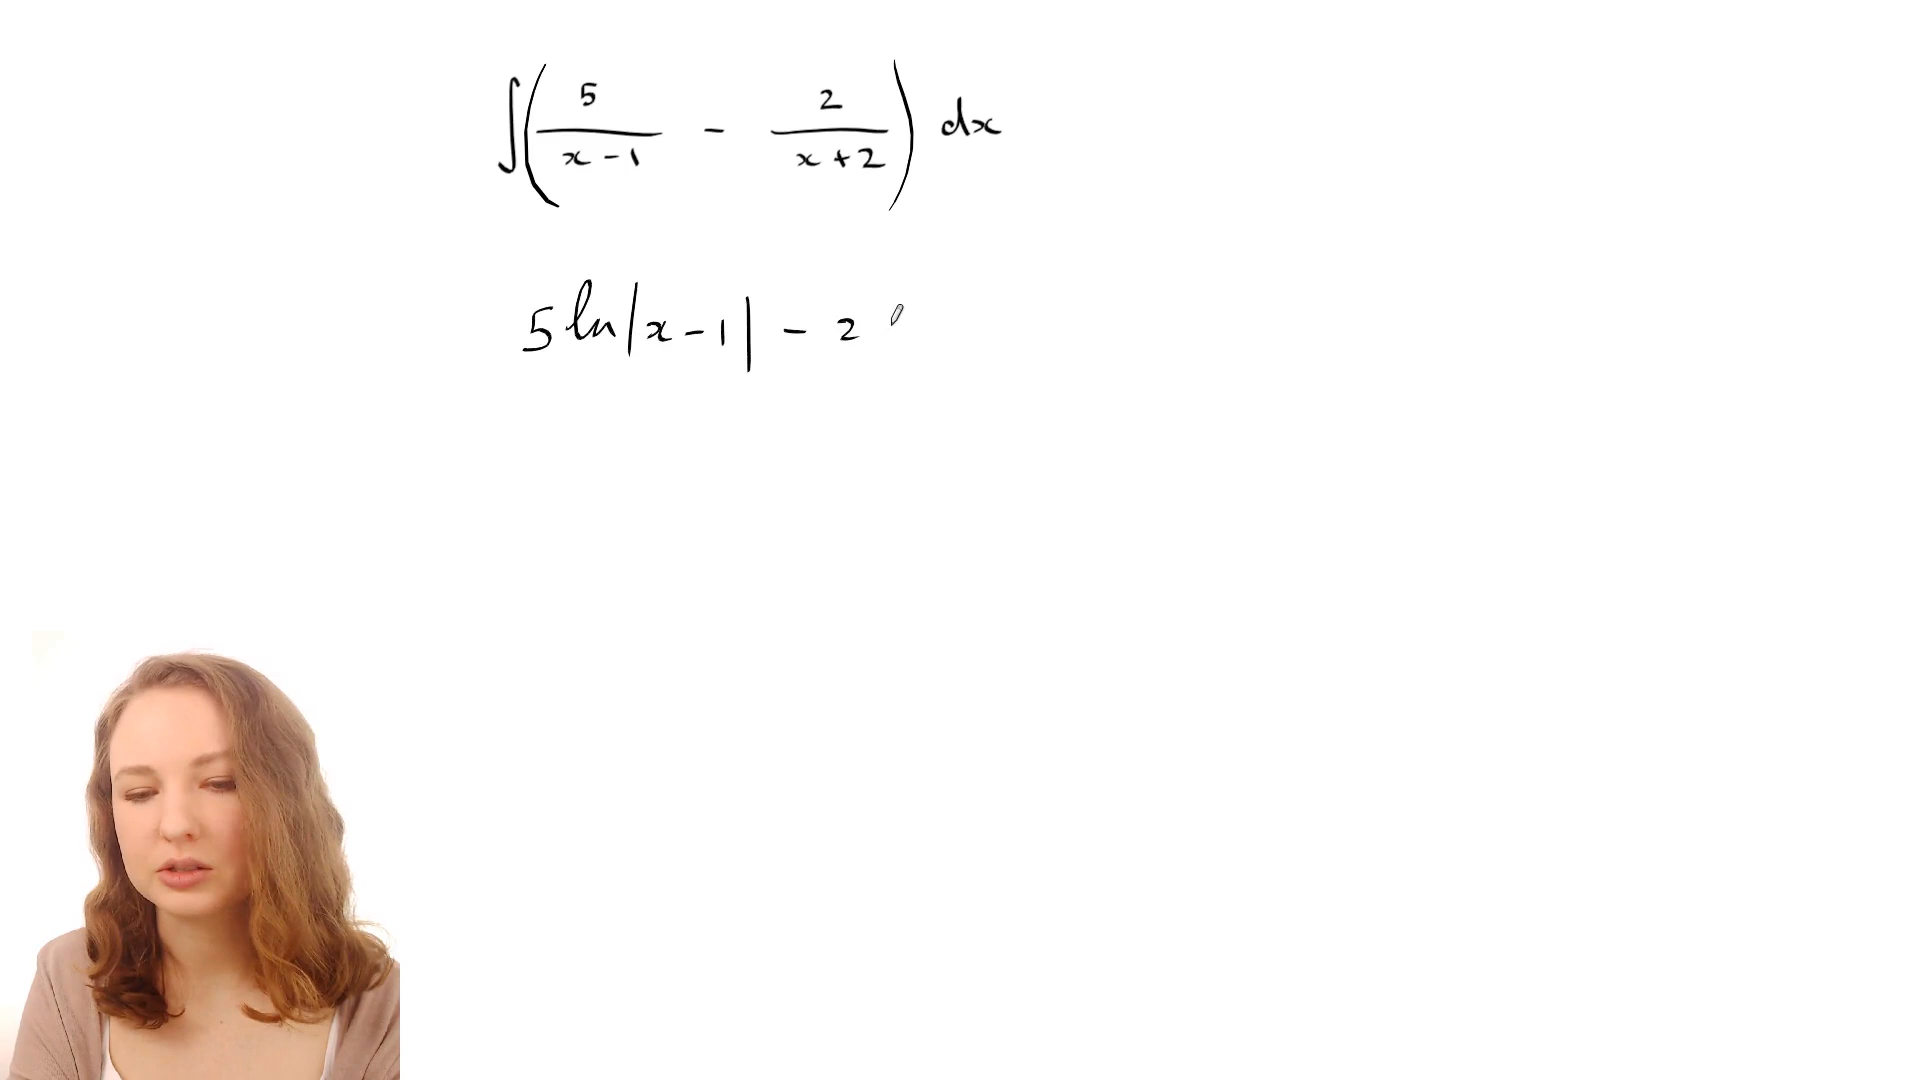 ∫(5/(x-1) - 2/(x+2)) dx
5 ln|x-1| - 2